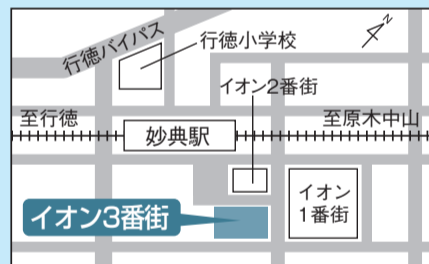 行徳バイパス
行徳小学校
N
イオン2番街
至行徳
至原木中山
妙典駅
イオン
1番街
イオン3番街